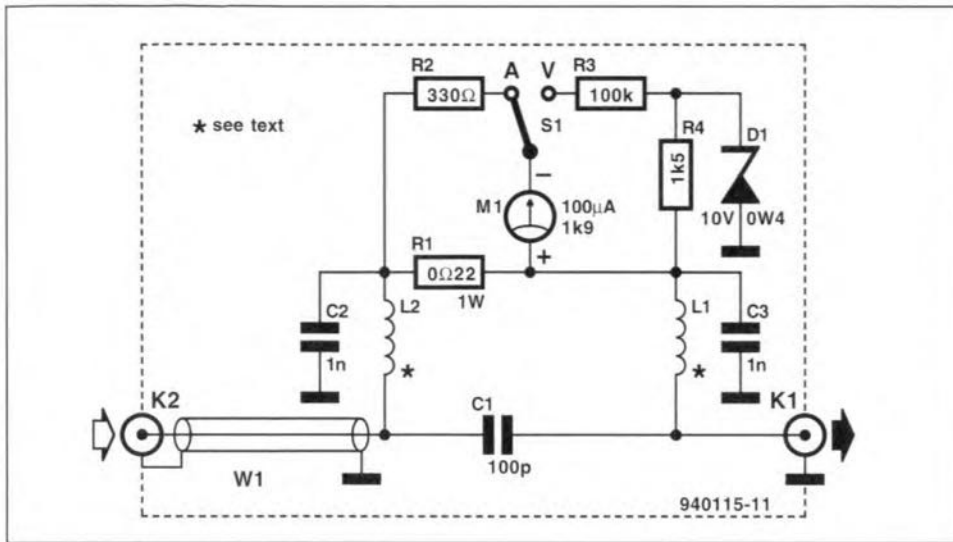 R2
A
V
R3
330Ω
100k
S1
R4
D1
* see text
1k5
–
M1
100µA
1k9
10V
0W4
R1
+
0Ω22
1W
C2
L2
L1
C3
1n
*
*
1n
K2
C1
K1
100p
W1
940115-11